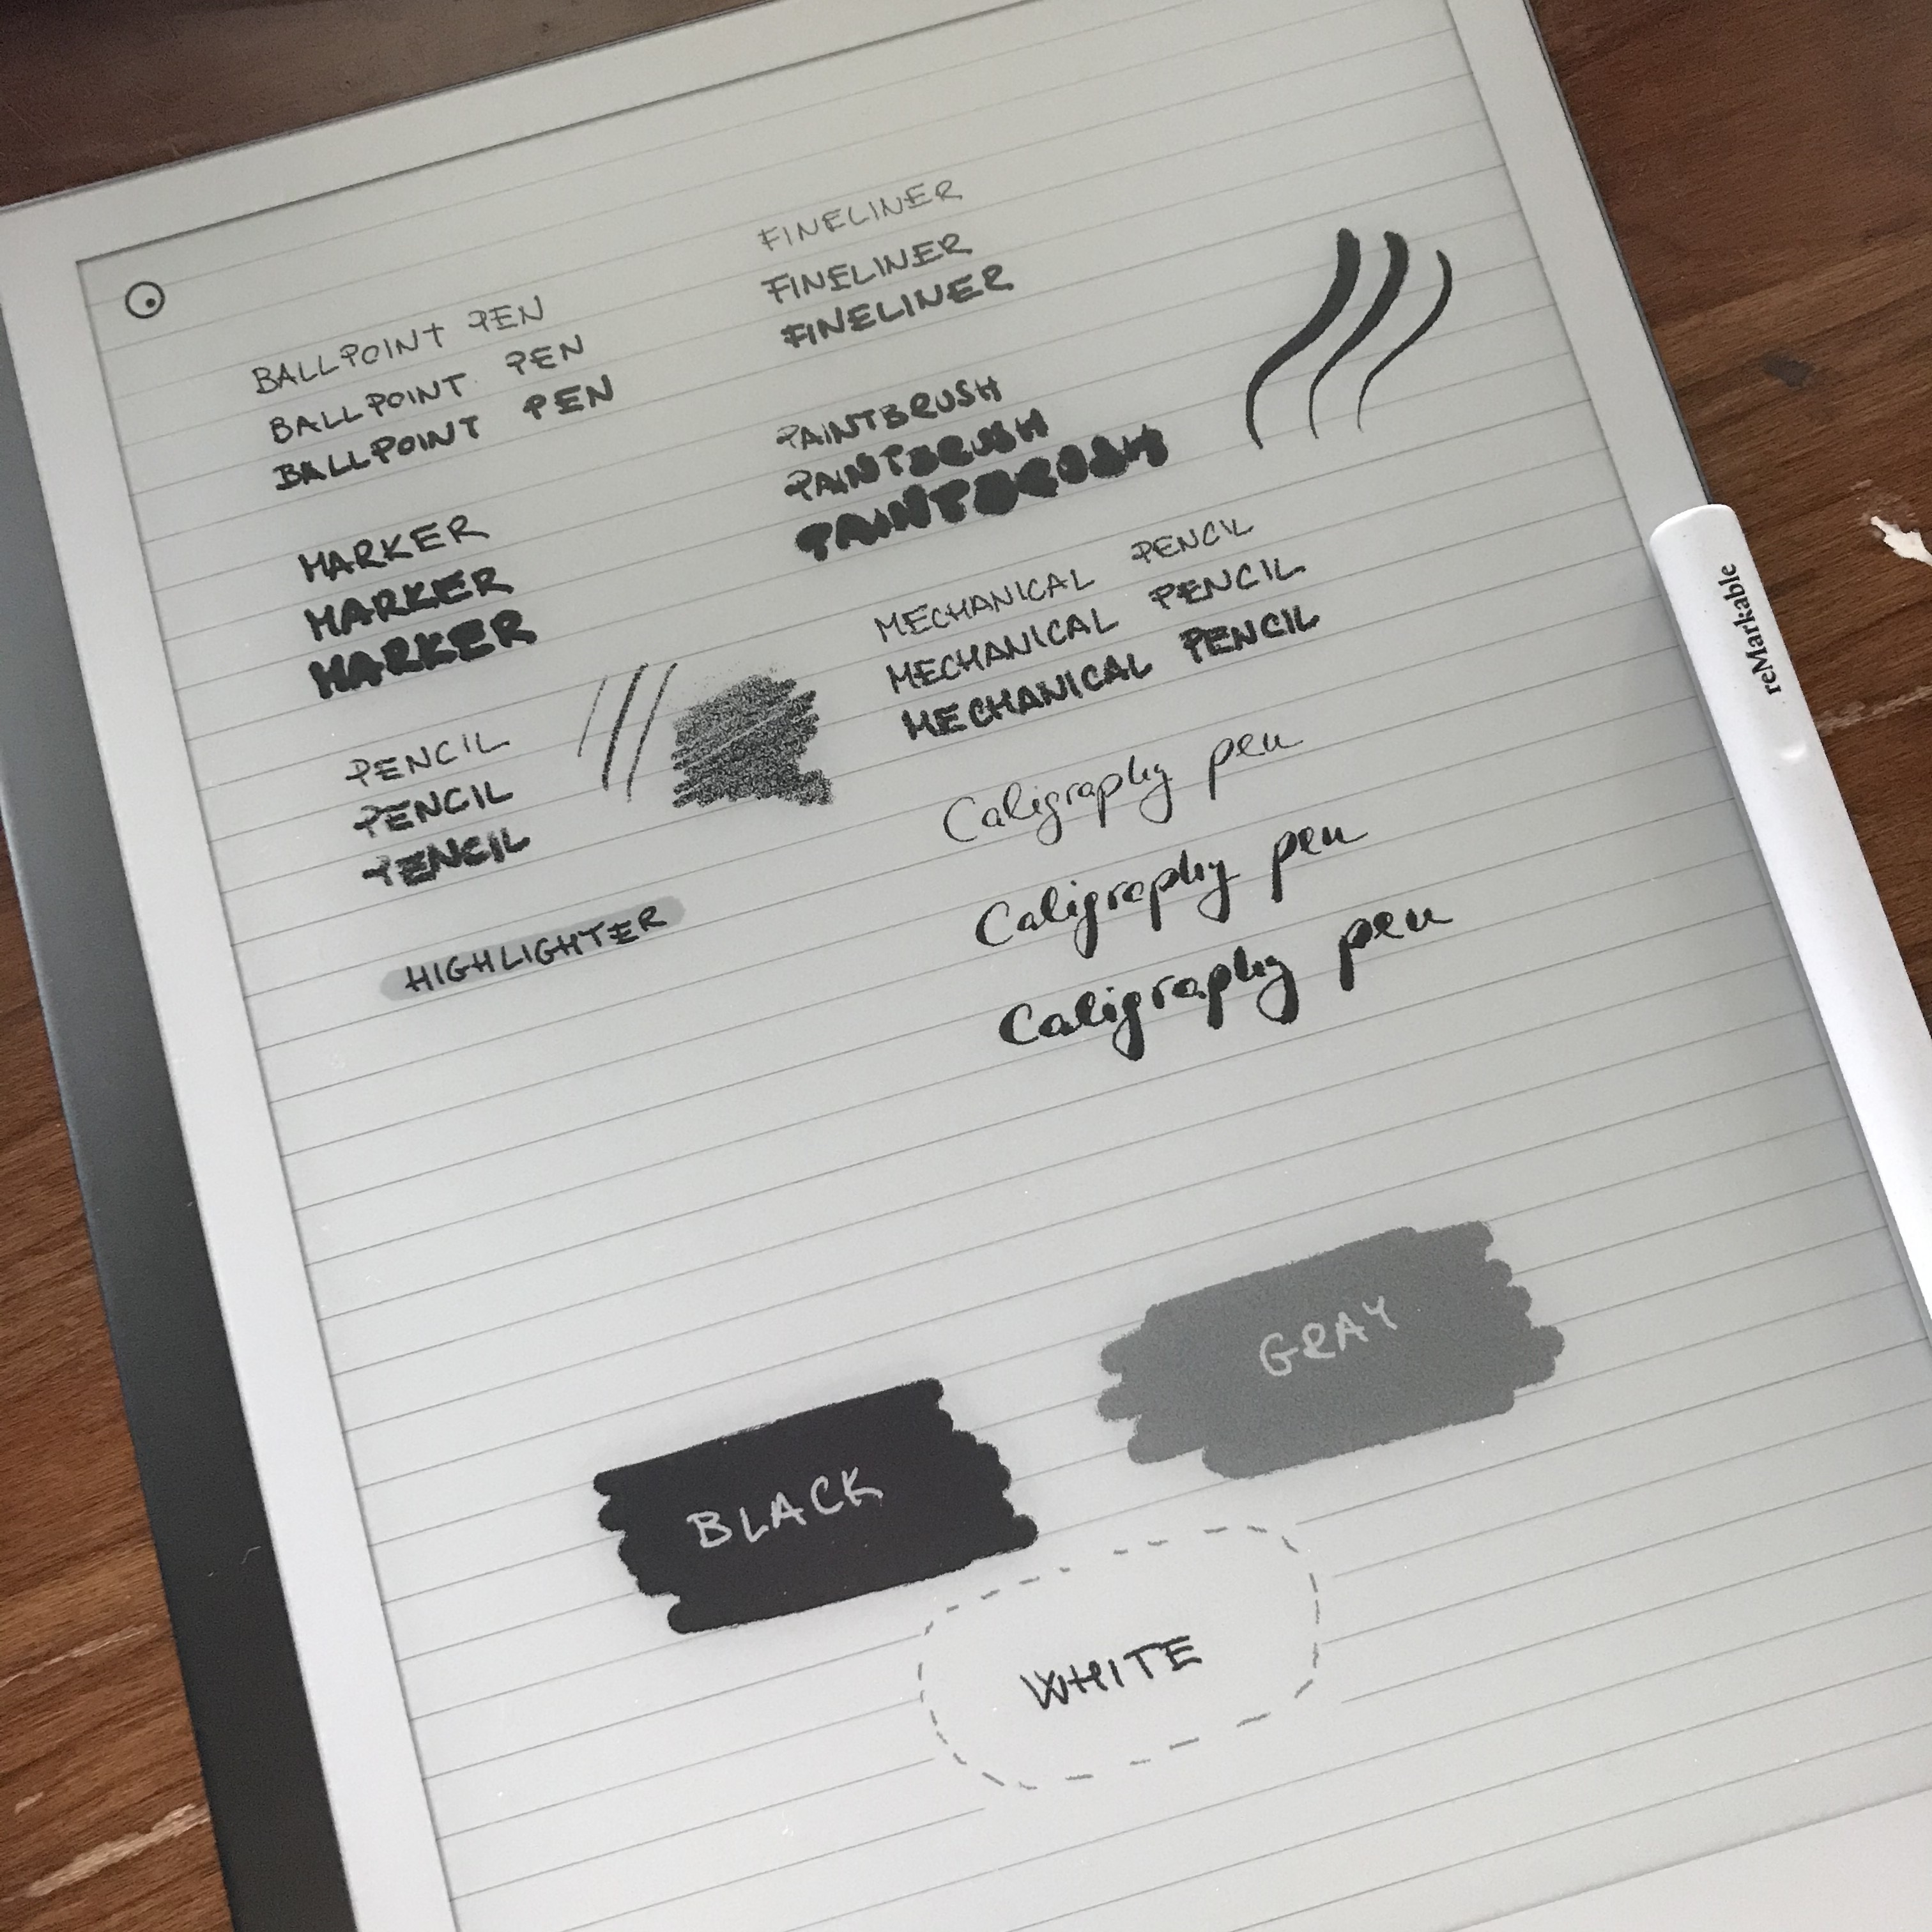 BALLPOINT PEN
BALLPOINT PEN
BALLPOINT PEN
MARKER
MARKER
MARKER
PENCIL
PENCIL
PENCIL
HIGHLIGHTER
FINELINER
FINELINER
FINELINER
PAINTBRUSH
PAINTBRUSH
PAINTBRUSH
MECHANICAL PENCIL
MECHANICAL PENCIL
MECHANICAL PENCIL
Caligraphy pen
Caligraphy pen
Caligraphy pen
GRAY
BLACK
WHITE
reMarkable